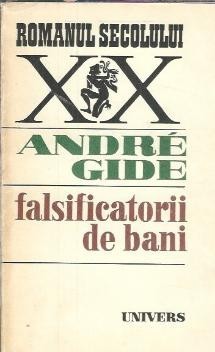 ROMANUL SECOLULUI
XX
ANDRÉ
GIDE
falsificatorii
de bani
UNIVERS